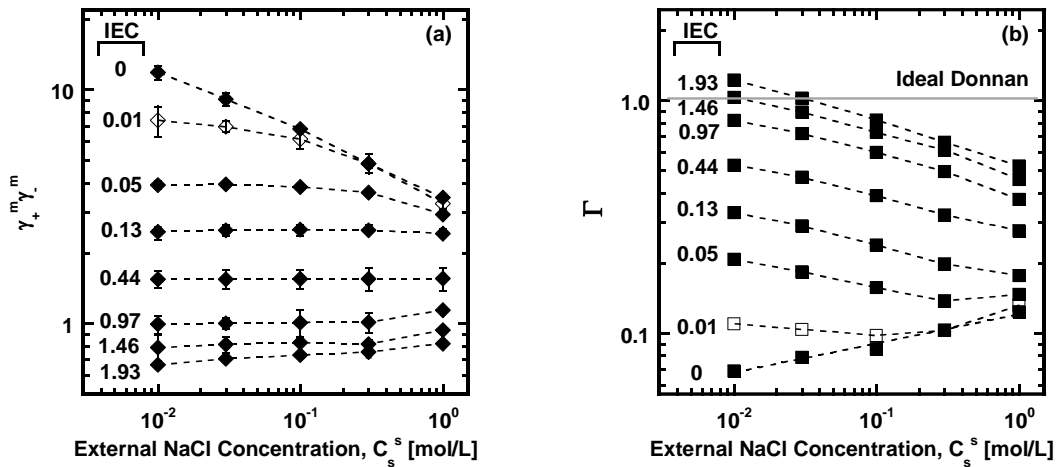 IEC
(a)
0
0.01
0.05
0.13
0.44
0.97
1.46
1.93
10
1
γ₊ᵐγ₋ᵐ
10⁻² 10⁻¹ 10⁰
External NaCl Concentration, Cₛˢ [mol/L]
IEC
(b)
1.93
Ideal Donnan
1.46
0.97
0.44
0.13
0.05
0.01
0
1.0
0.1
Γ
10⁻² 10⁻¹ 10⁰
External NaCl Concentration, Cₛˢ [mol/L]